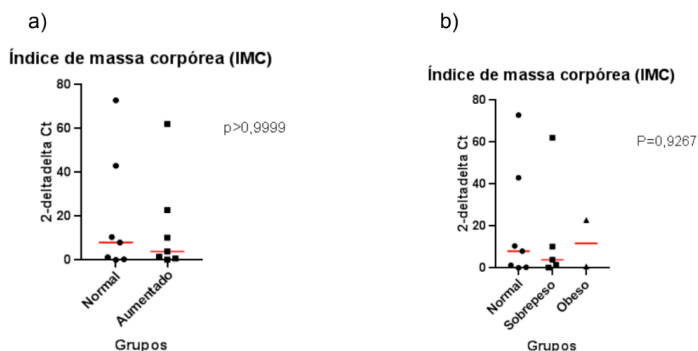 a)
Índice de massa corpórea (IMC)
80
60
40
20
0
2-deltadelta Ct
p>0,9999
Normal
Aumentado
Grupos
b)
Índice de massa corpórea (IMC)
80
60
40
20
0
2-deltadelta Ct
P=0,9267
Normal
Sobrepeso
Obeso
Grupos